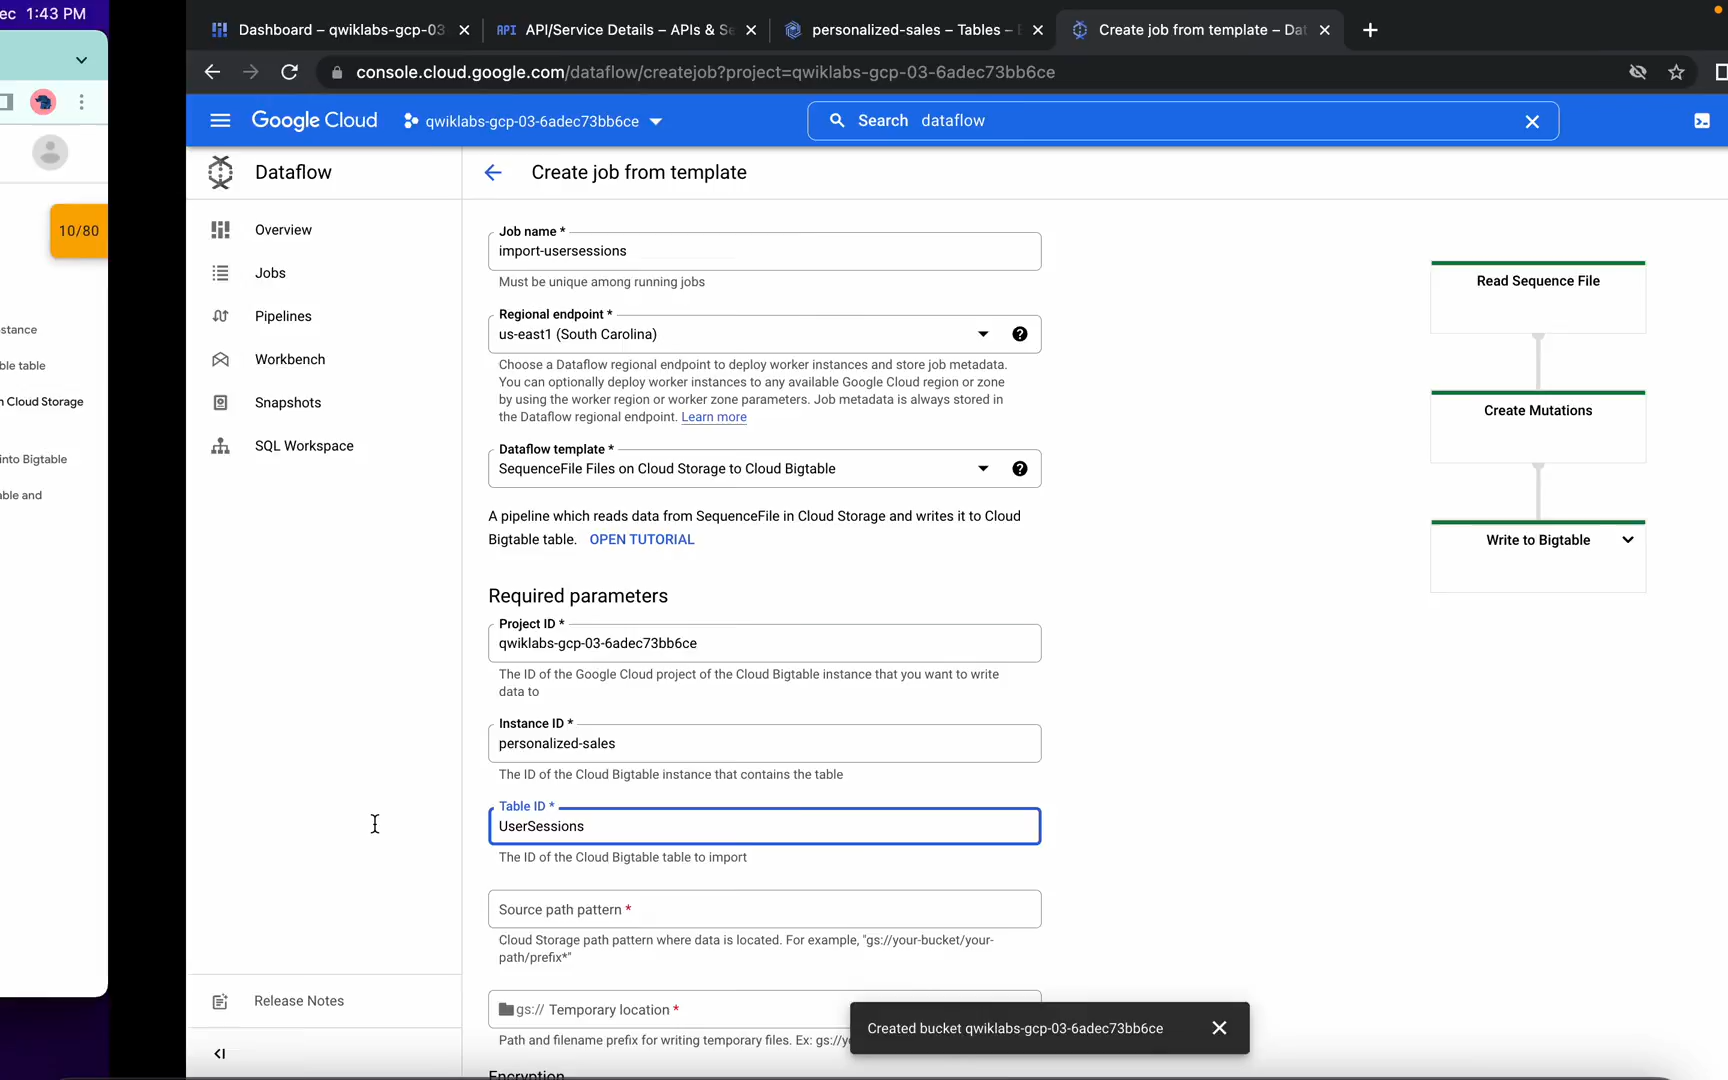 ec 1:43 PM
10/80
stance
ble table
n Cloud Storage
into Bigtable
able and
Dashboard – qwiklabs-gcp-03
API API/Service Details – APIs & Se
personalized-sales – Tables –
Create job from template – Dat
console.cloud.google.com/dataflow/createjob?project=qwiklabs-gcp-03-6adec73bb6ce
Google Cloud
qwiklabs-gcp-03-6adec73bb6ce
Search dataflow
Dataflow
Create job from template
Overview
Jobs
Pipelines
Workbench
Snapshots
SQL Workspace
Release Notes
Job name *
import-usersessions
Must be unique among running jobs
Regional endpoint *
us-east1 (South Carolina)
Choose a Dataflow regional endpoint to deploy worker instances and store job metadata.
You can optionally deploy worker instances to any available Google Cloud region or zone
by using the worker region or worker zone parameters. Job metadata is always stored in
the Dataflow regional endpoint. Learn more
Dataflow template *
SequenceFile Files on Cloud Storage to Cloud Bigtable
A pipeline which reads data from SequenceFile in Cloud Storage and writes it to Cloud
Bigtable table. OPEN TUTORIAL
Required parameters
Project ID *
qwiklabs-gcp-03-6adec73bb6ce
The ID of the Google Cloud project of the Cloud Bigtable instance that you want to write
data to
Instance ID *
personalized-sales
The ID of the Cloud Bigtable instance that contains the table
Table ID *
UserSessions
The ID of the Cloud Bigtable table to import
Source path pattern *
Cloud Storage path pattern where data is located. For example, "gs://your-bucket/your-
path/prefix*"
gs:// Temporary location *
Path and filename prefix for writing temporary files. Ex: gs://yo
Encryption
Read Sequence File
Create Mutations
Write to Bigtable
Created bucket qwiklabs-gcp-03-6adec73bb6ce